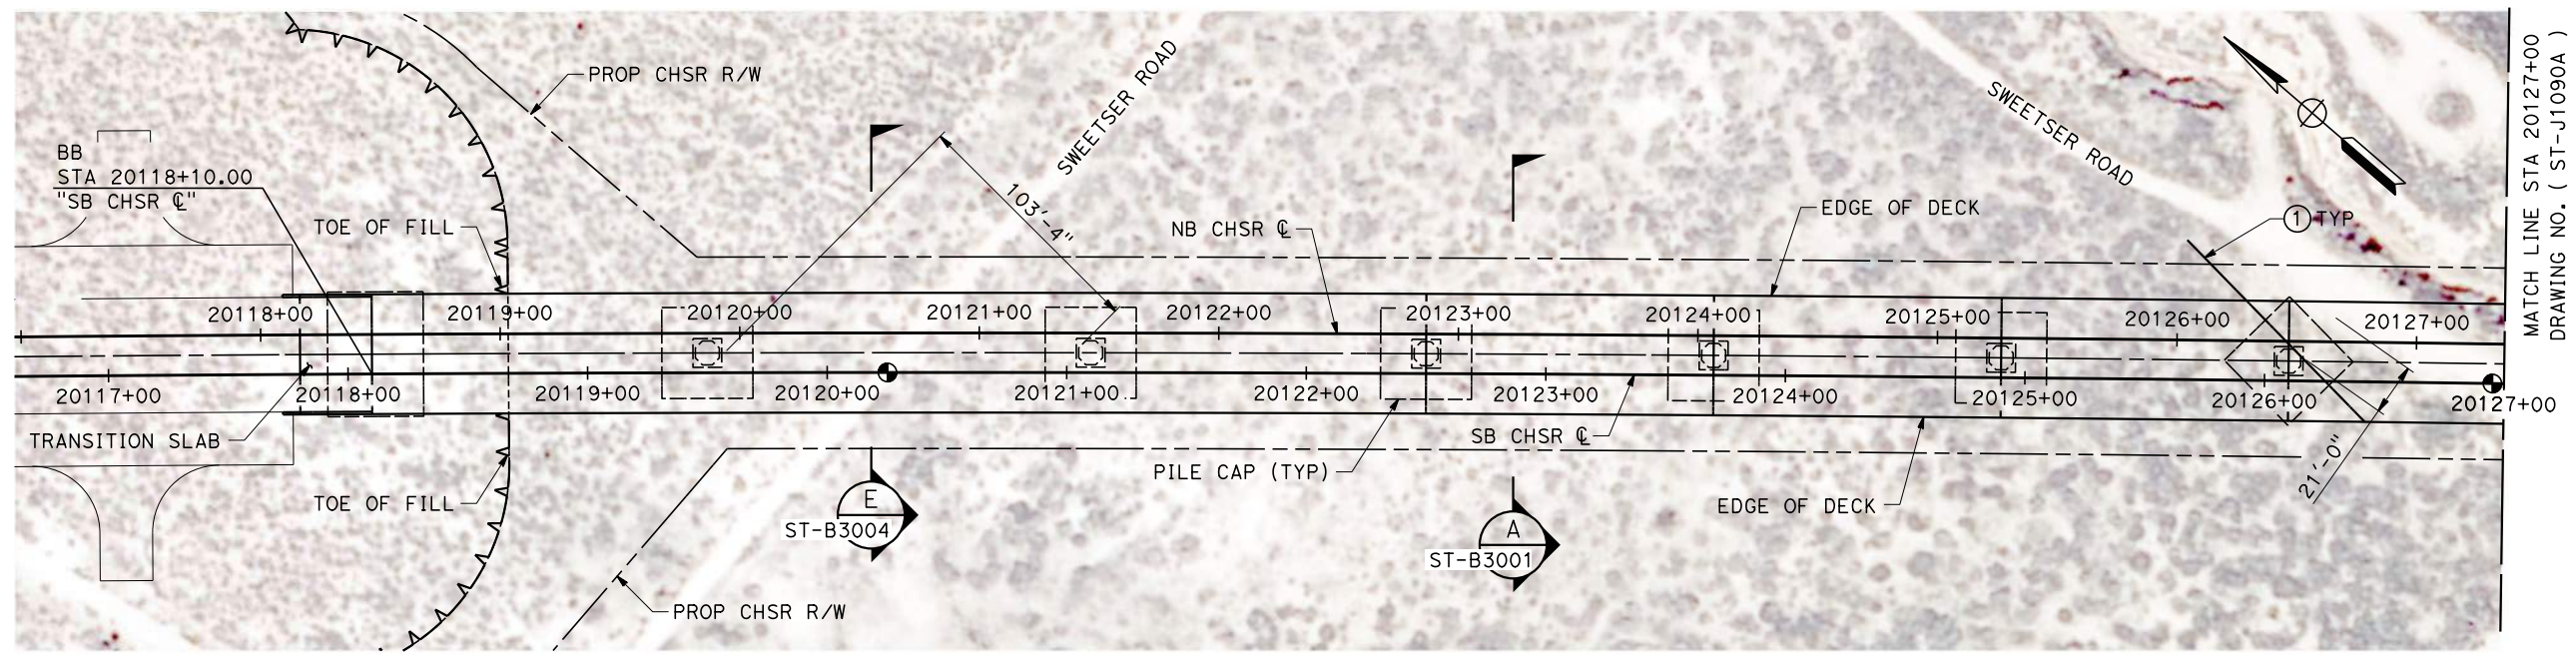 PROP CHSR R/W
SWEETSER ROAD
SWEETSER ROAD
MATCH LINE STA 20127+00
DRAWING NO. ( ST-J1090A )
BB
STA 20118+10.00
"SB CHSR ℄"
TOE OF FILL
103'-4"
NB CHSR ℄
EDGE OF DECK
1 TYP
20118+00
20119+00
20120+00
20121+00
20122+00
20123+00
20124+00
20125+00
20126+00
20127+00
20117+00
20118+00
20119+00
20120+00
20121+00
20122+00
20123+00
20124+00
20125+00
20126+00
20127+00
TRANSITION SLAB
SB CHSR ℄
PILE CAP (TYP)
21'-0"
TOE OF FILL
E
ST-B3004
A
ST-B3001
EDGE OF DECK
PROP CHSR R/W